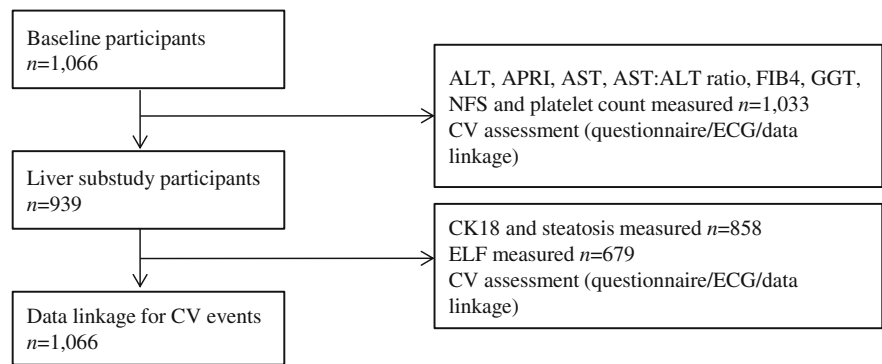 Baseline participants
n=1,066
ALT, APRI, AST, AST:ALT ratio, FIB4, GGT,
NFS and platelet count measured n=1,033
CV assessment (questionnaire/ECG/data
linkage)
Liver substudy participants
n=939
CK18 and steatosis measured n=858
ELF measured n=679
CV assessment (questionnaire/ECG/data
linkage)
Data linkage for CV events
n=1,066